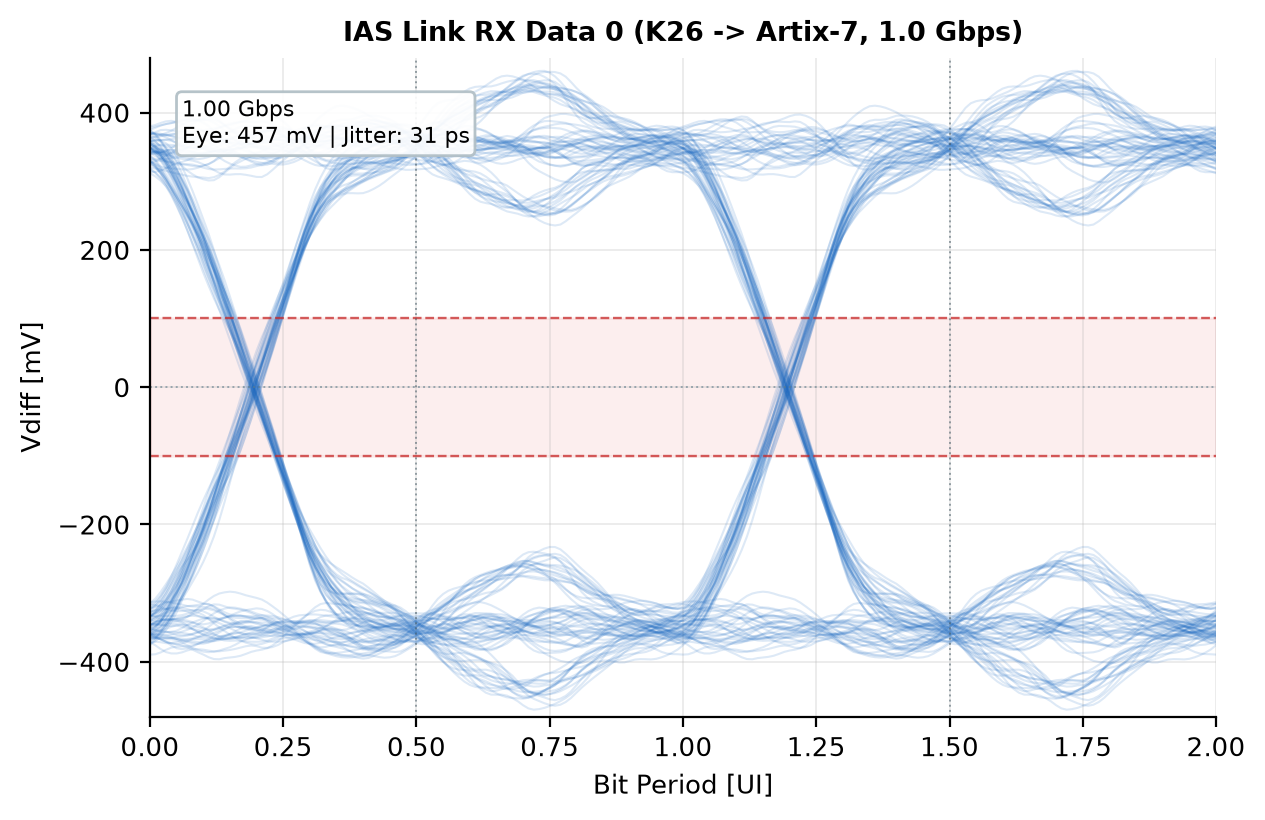 IAS Link RX Data 0 (K26 -> Artix-7, 1.0 Gbps)
1.00 Gbps
Eye: 457 mV | Jitter: 31 ps
Vdiff [mV]
400
200
0
−200
−400
0.00 0.25 0.50 0.75 1.00 1.25 1.50 1.75 2.00
Bit Period [UI]